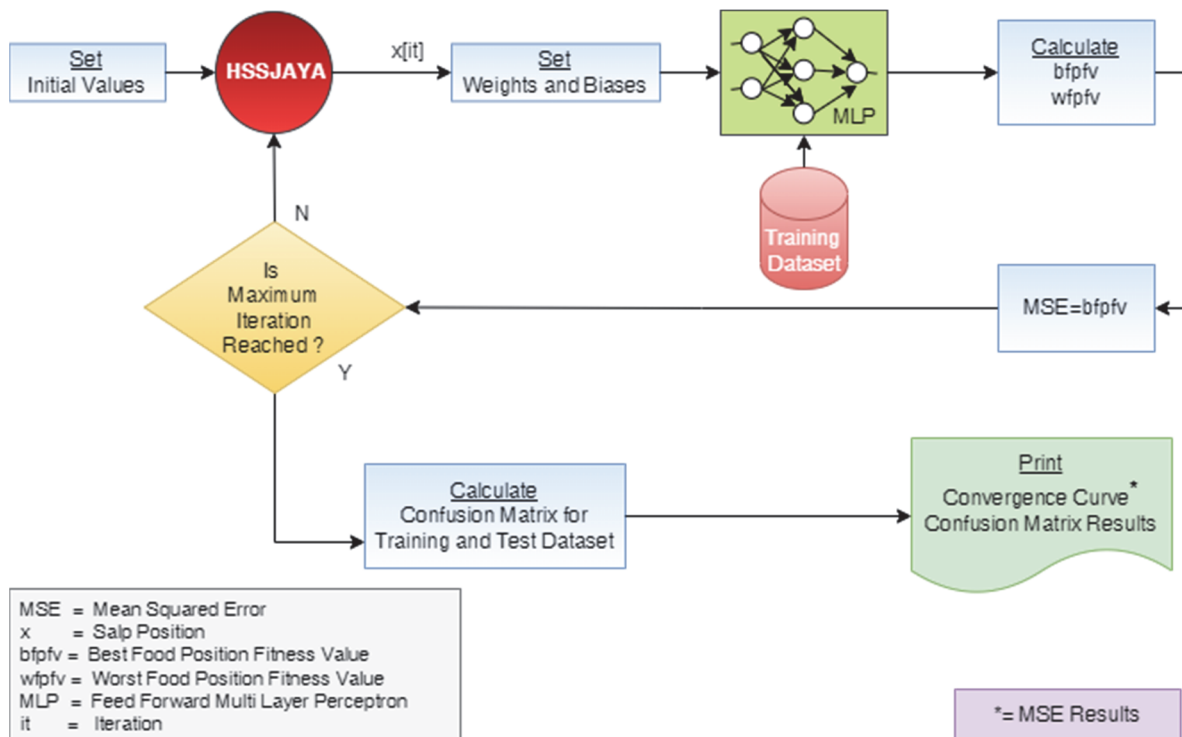 Set
Initial Values
HSSJAYA
x[it]
Set
Weights and Biases
MLP
Calculate
bfpfv
wfpfv
Training
Dataset
N
Is
Maximum
Iteration
Reached ?
Y
MSE=bfpfv
Calculate
Confusion Matrix for
Training and Test Dataset
Print
Convergence Curve*
Confusion Matrix Results
MSE = Mean Squared Error
x = Salp Position
bfpfv = Best Food Position Fitness Value
wfpfv = Worst Food Position Fitness Value
MLP = Feed Forward Multi Layer Perceptron
it = Iteration
*= MSE Results